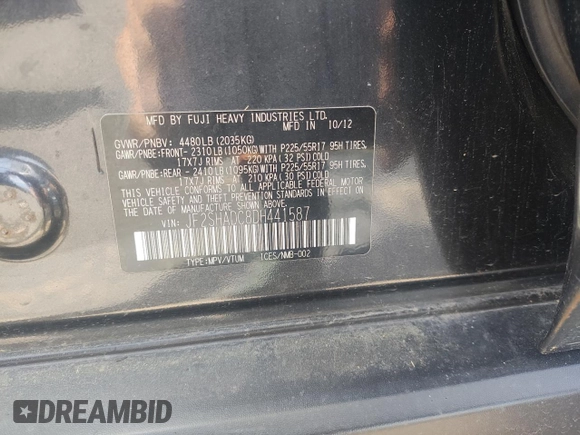 MFD BY FUJI HEAVY INDUSTRIES LTD.
MFD IN 10/12
GVWR/PNBV: 4480LB(2035KG)
GAWR/PNBE:FRONT- 2310LB(1050KG)WITH P225/55R17 95H TIRES,
17X7J RIMS AT 220 KPA(32 PSI)COLD
GAWR/PNBE:REAR - 2410LB(1095KG)WITH P225/55R17 95H TIRES,
17X7J RIMS AT 210 KPA(30 PSI)COLD
THIS VEHICLE CONFORMS TO ALL APPLICABLE FEDERAL MOTOR
VEHICLE SAFETY STANDARDS IN EFFECT ON
THE DATE OF MANUFACTURE SHOWN ABOVE.
VIN: JF2SHADC8DH441587
TYPE:MPV/VTUM ICES/NMB-002
DREAMBID